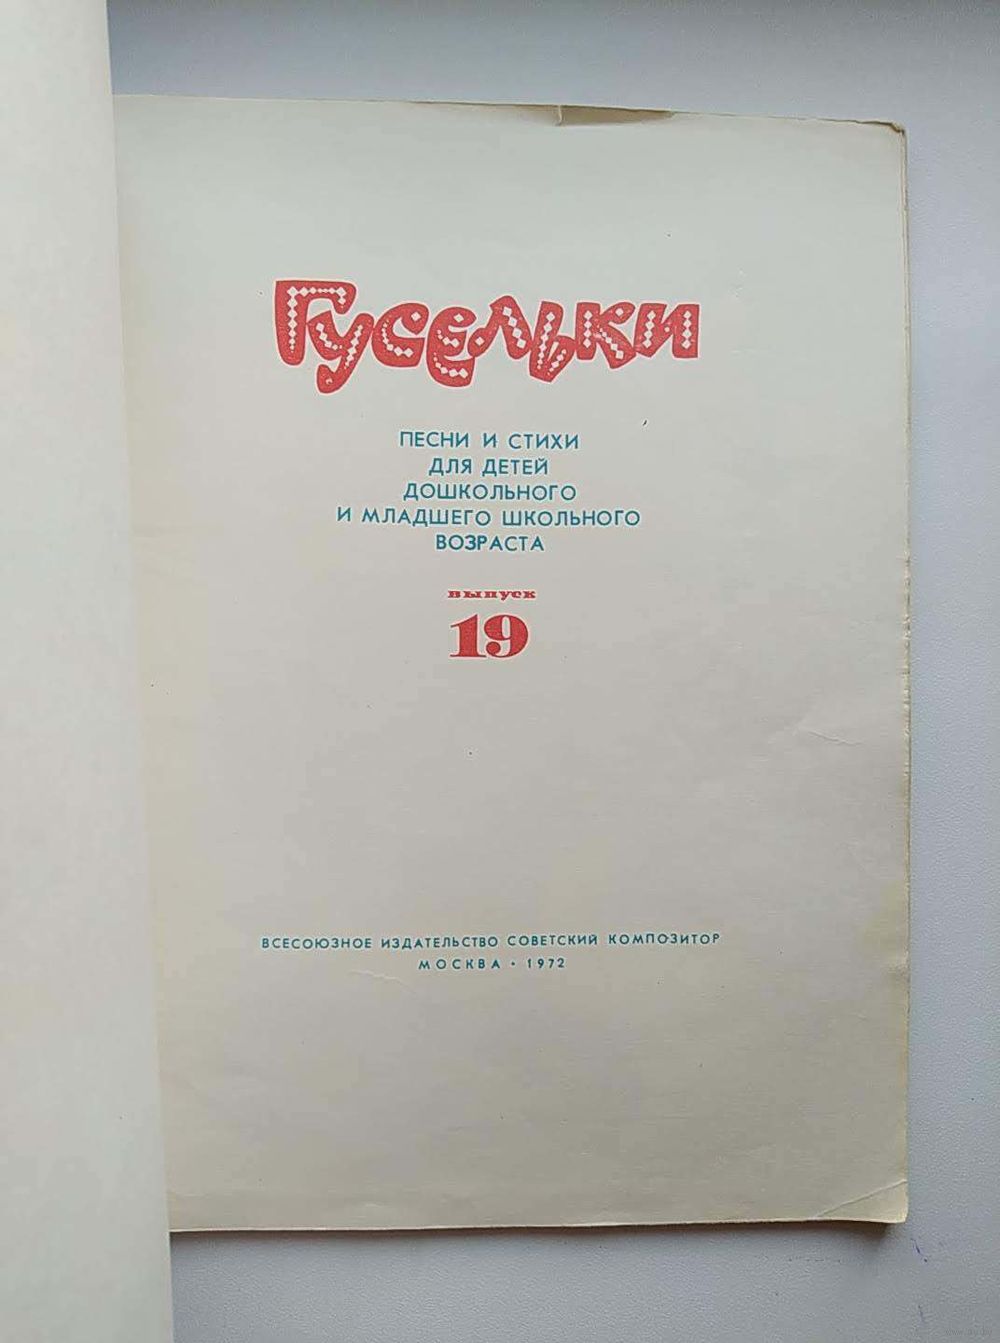 Гусельки
ПЕСНИ И СТИХИ
ДЛЯ ДЕТЕЙ
ДОШКОЛЬНОГО
И МЛАДШЕГО ШКОЛЬНОГО
ВОЗРАСТА
выпуск
19
ВСЕСОЮЗНОЕ ИЗДАТЕЛЬСТВО СОВЕТСКИЙ КОМПОЗИТОР
МОСКВА • 1972